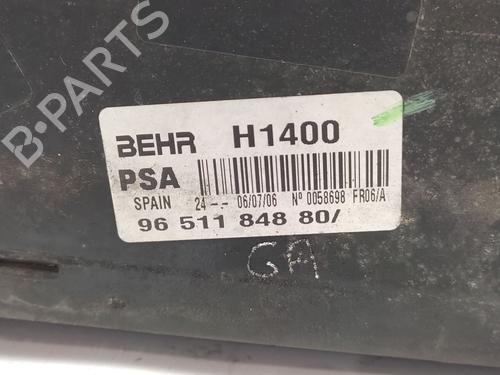 B-PARTS
BEHR H1400
PSA
SPAIN 24 -- 06/07/06 Nº 0058698 FR06/A
96 511 848 80/
GA